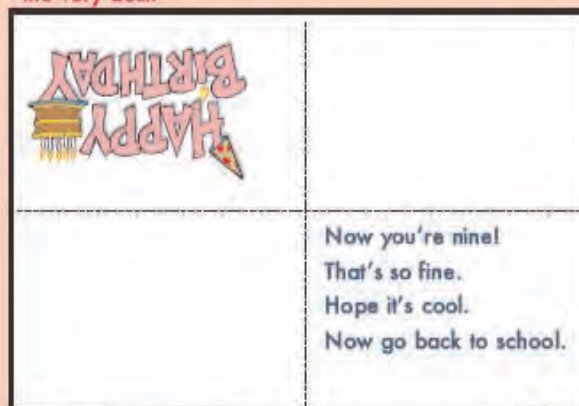 HAPPY
BIRTHDAY
Now you're nine!
That's so fine.
Hope it's cool.
Now go back to school.